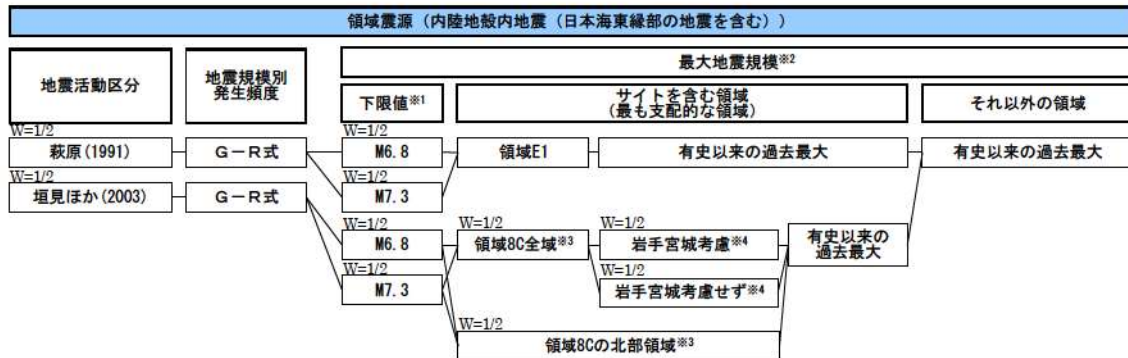 領域震源（内陸地殻内地震（日本海東縁部の地震を含む））
地震活動区分
地震規模別
発生頻度
最大地震規模※2
下限値※1
サイトを含む領域
（最も支配的な領域）
それ以外の領域
W=1/2
萩原(1991)
G－R式
W=1/2
M6.8
領域E1
有史以来の過去最大
有史以来の過去最大
W=1/2
垣見ほか(2003)
G－R式
W=1/2
M7.3
W=1/2
M6.8
W=1/2
領域8C全域※3
W=1/2
岩手宮城考慮※4
有史以来の
過去最大
W=1/2
M7.3
W=1/2
岩手宮城考慮せず※4
W=1/2
領域8Cの北部領域※3